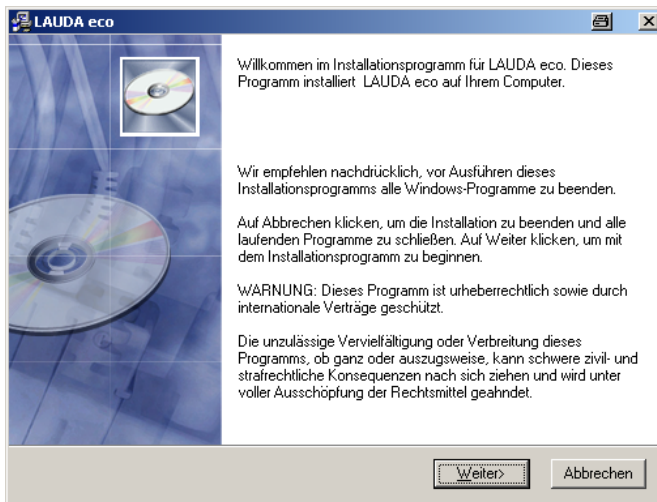 LAUDA eco
Willkommen im Installationsprogramm für LAUDA eco. Dieses
Programm installiert LAUDA eco auf Ihrem Computer.
Wir empfehlen nachdrücklich, vor Ausführen dieses
Installationsprogramms alle Windows-Programme zu beenden.
Auf Abbrechen klicken, um die Installation zu beenden und alle
laufenden Programme zu schließen. Auf Weiter klicken, um mit
dem Installationsprogramm zu beginnen.
WARNUNG: Dieses Programm ist urheberrechtlich sowie durch
internationale Verträge geschützt.
Die unzulässige Vervielfältigung oder Verbreitung dieses
Programms, ob ganz oder auszugsweise, kann schwere zivil- und
strafrechtliche Konsequenzen nach sich ziehen und wird unter
voller Ausschöpfung der Rechtsmittel geahndet.
Weiter> Abbrechen